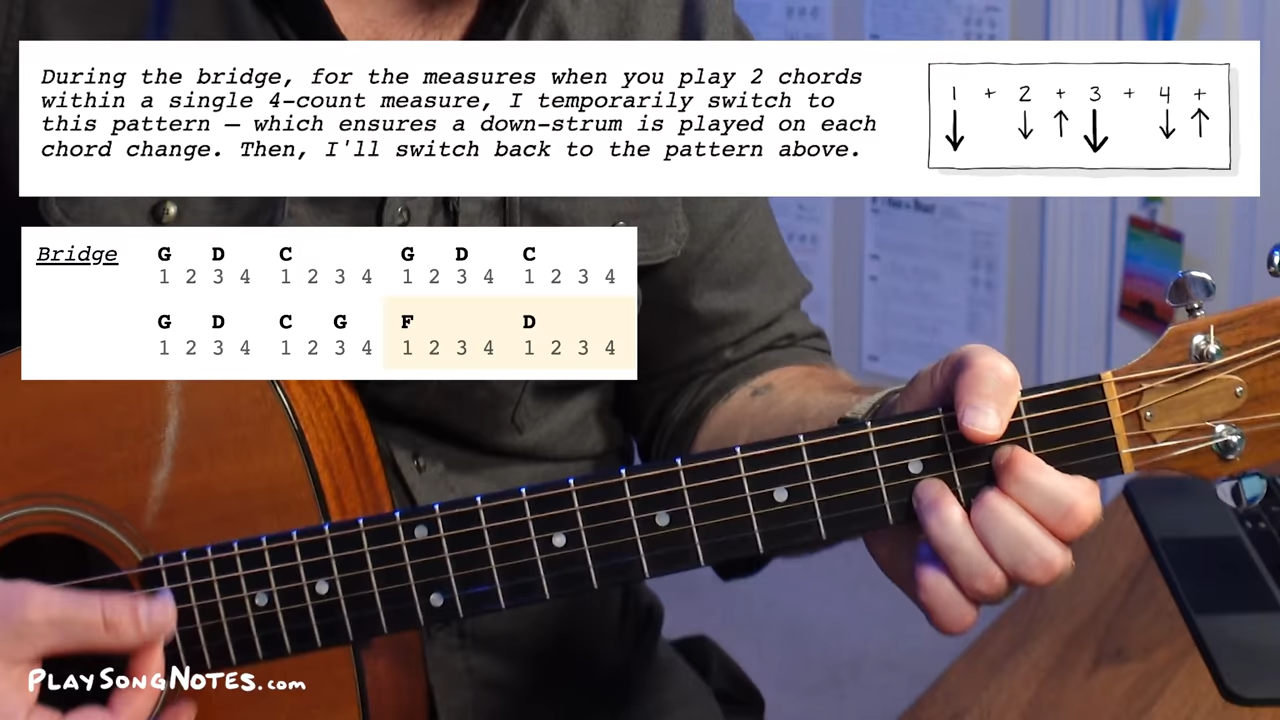 During the bridge, for the measures when you play 2 chords
within a single 4-count measure, I temporarily switch to
this pattern — which ensures a down-strum is played on each
chord change. Then, I'll switch back to the pattern above.
1 + 2 + 3 + 4 +
Bridge G D C G D C
1 2 3 4 1 2 3 4 1 2 3 4 1 2 3 4
G D C G F D
1 2 3 4 1 2 3 4 1 2 3 4 1 2 3 4
PLAYSONGNOTES.com